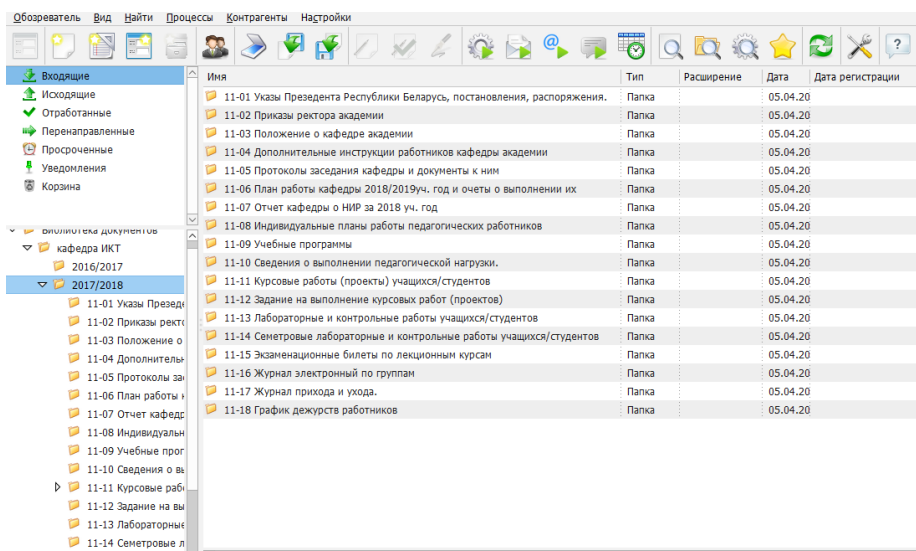 Обозреватель Вид Найти Процессы Контрагенты Настройки
Входящие
Исходящие
Отработанные
Перенаправленные
Просроченные
Уведомления
Корзина
Библиотека документов
кафедра ИКТ
2016/2017
2017/2018
11-01 Указы Презеде
11-02 Приказы ректо
11-03 Положение о
11-04 Дополнительн
11-05 Протоколы зас
11-06 План работы к
11-07 Отчет кафедр
11-08 Индивидуальн
11-09 Учебные прог
11-10 Сведения о вы
11-11 Курсовые рабо
11-12 Задание на вы
11-13 Лабораторные
11-14 Семетровые л
Имя Тип Расширение Дата Дата регистрации
11-01 Указы Президента Республики Беларусь, постановления, распоряжения. Папка 05.04.20
11-02 Приказы ректора академии Папка 05.04.20
11-03 Положение о кафедре академии Папка 05.04.20
11-04 Дополнительные инструкции работников кафедры академии Папка 05.04.20
11-05 Протоколы заседания кафедры и документы к ним Папка 05.04.20
11-06 План работы кафедры 2018/2019уч. год и очеты о выполнении их Папка 05.04.20
11-07 Отчет кафедры о НИР за 2018 уч. год Папка 05.04.20
11-08 Индивидуальные планы работы педагогических работников Папка 05.04.20
11-09 Учебные программы Папка 05.04.20
11-10 Сведения о выполнении педагогической нагрузки. Папка 05.04.20
11-11 Курсовые работы (проекты) учащихся/студентов Папка 05.04.20
11-12 Задание на выполнение курсовых работ (проектов) Папка 05.04.20
11-13 Лабораторные и контрольные работы учащихся/студентов Папка 05.04.20
11-14 Семетровые лабораторные и контрольные работы учащихся/студентов Папка 05.04.20
11-15 Экзаменационные билеты по лекционным курсам Папка 05.04.20
11-16 Журнал электронный по группам Папка 05.04.20
11-17 Журнал прихода и ухода. Папка 05.04.20
11-18 График дежурств работников Папка 05.04.20